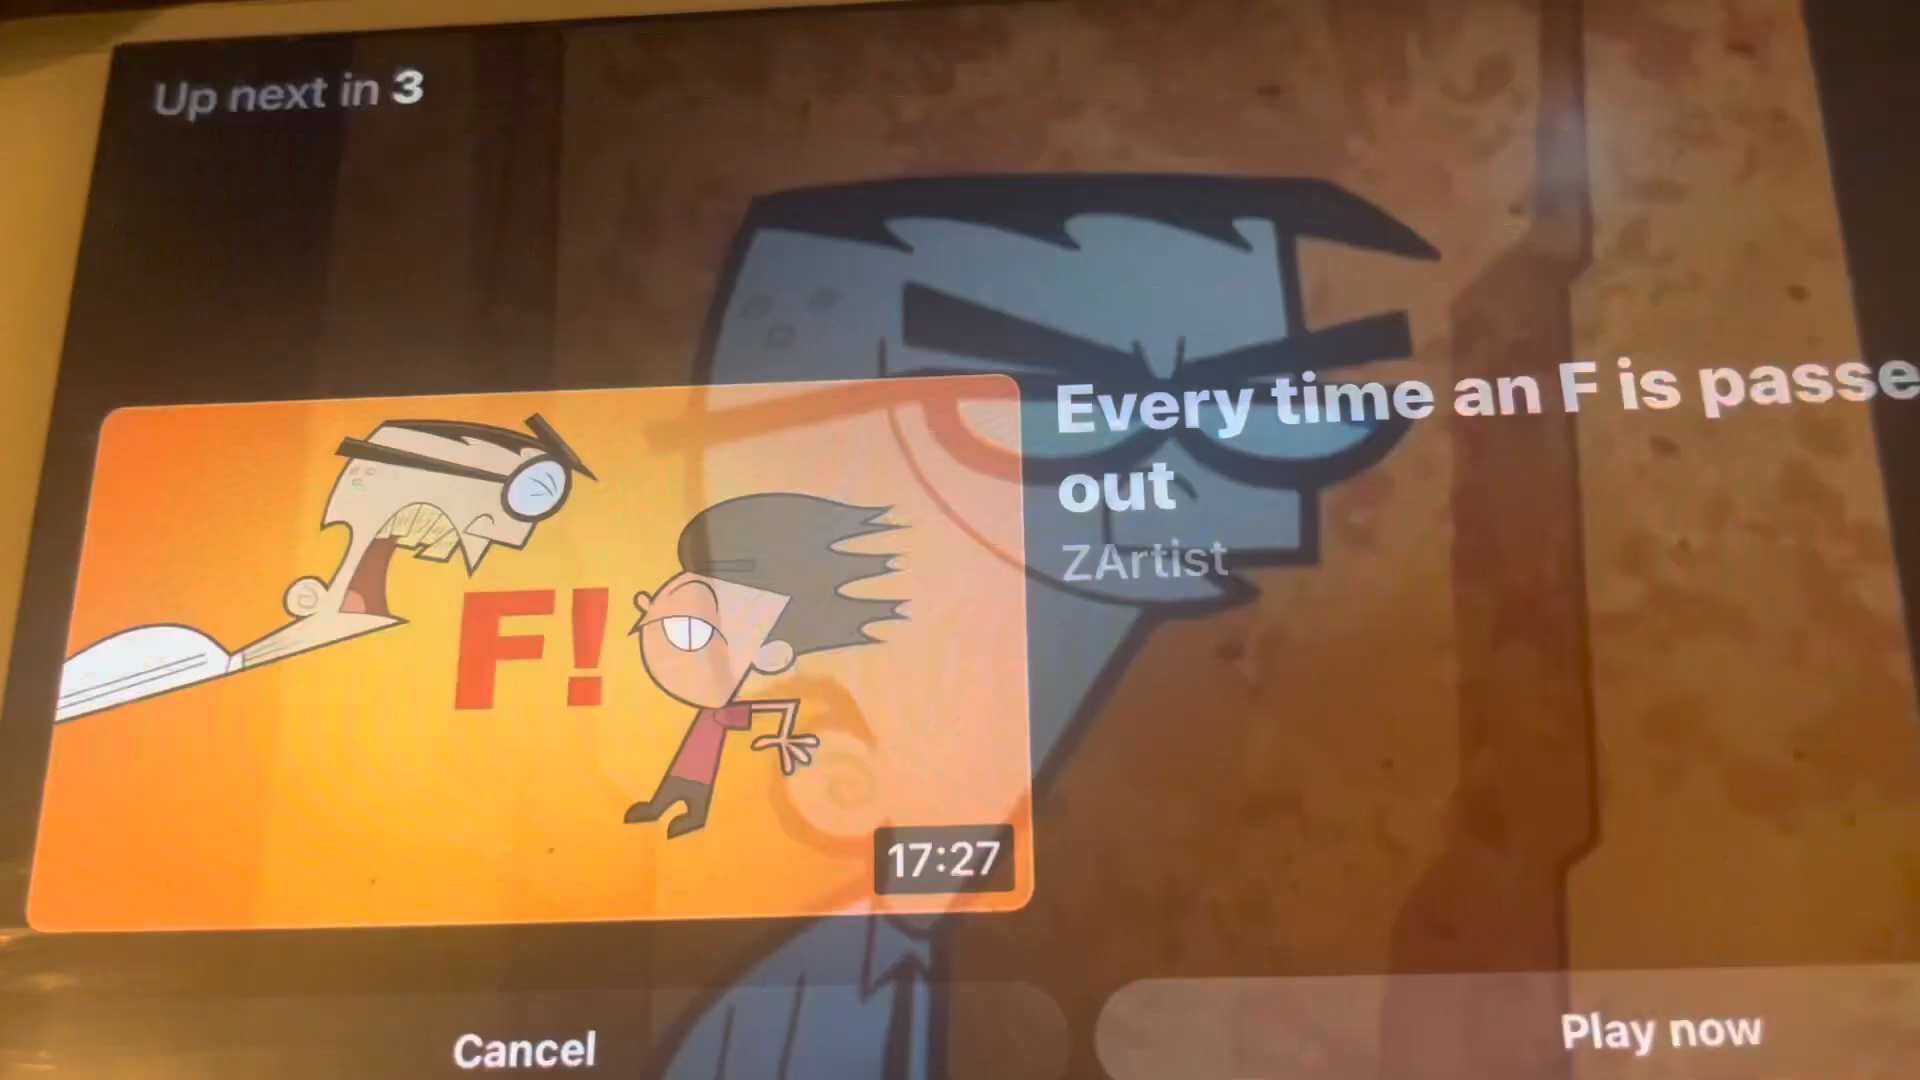 Up next in 3
Every time an F is passe
out
ZArtist
F!
17:27
Cancel
Play now